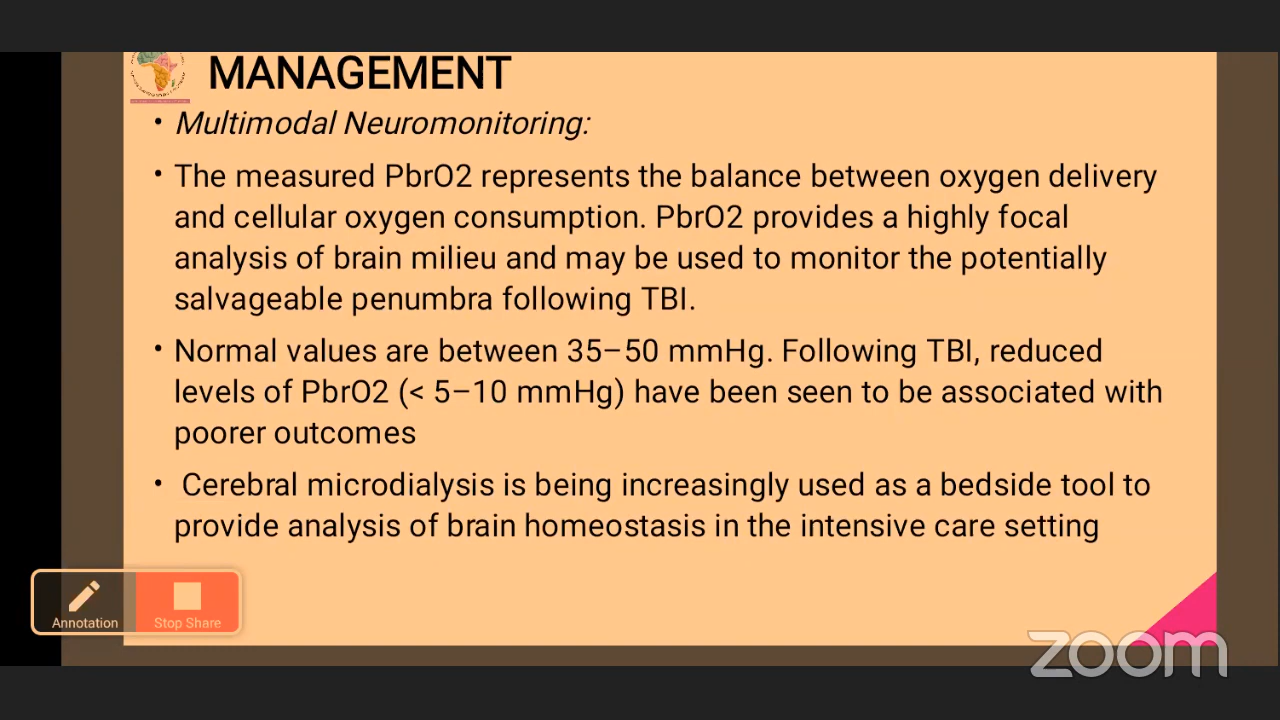 MANAGEMENT
• Multimodal Neuromonitoring:
• The measured PbrO2 represents the balance between oxygen delivery
and cellular oxygen consumption. PbrO2 provides a highly focal
analysis of brain milieu and may be used to monitor the potentially
salvageable penumbra following TBI.
• Normal values are between 35–50 mmHg. Following TBI, reduced
levels of PbrO2 (< 5–10 mmHg) have been seen to be associated with
poorer outcomes
• Cerebral microdialysis is being increasingly used as a bedside tool to
provide analysis of brain homeostasis in the intensive care setting
Annotation
Stop Share
zoom